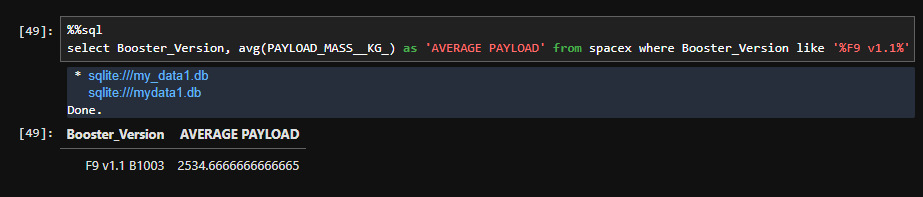 [49]: %%sql
select Booster_Version, avg(PAYLOAD_MASS__KG_) as 'AVERAGE PAYLOAD' from spacex where Booster_Version like '%F9 v1.1%'
* sqlite:///my_data1.db
sqlite:///mydata1.db
Done.
[49]: Booster_Version AVERAGE PAYLOAD
F9 v1.1 B1003 2534.6666666666665